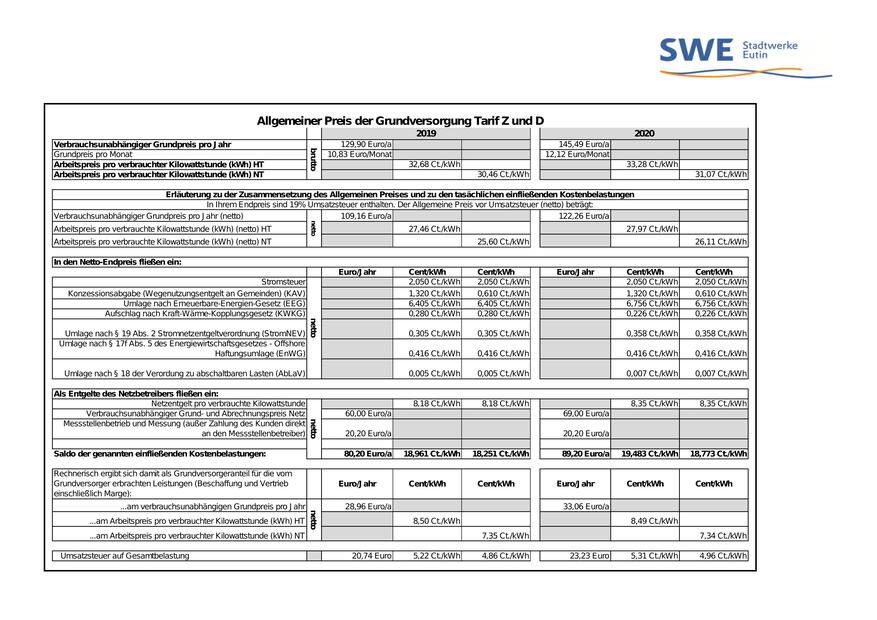 SWE Stadtwerke
Eutin
Allgemeiner Preis der Grundversorgung Tarif Z und D
2019 2020
Verbrauchsunabhängiger Grundpreis pro Jahr brutto 129,90 Euro/a 145,49 Euro/a
Grundpreis pro Monat 10,83 Euro/Monat 12,12 Euro/Monat
Arbeitspreis pro verbrauchter Kilowattstunde (kWh) HT 32,68 Ct./kWh 33,28 Ct./kWh
Arbeitspreis pro verbrauchter Kilowattstunde (kWh) NT 30,46 Ct./kWh 31,07 Ct./kWh
Erläuterung zu der Zusammensetzung des Allgemeinen Preises und zu den tasächlichen einfließenden Kostenbelastungen
In Ihrem Endpreis sind 19% Umsatzsteuer enthalten. Der Allgemeine Preis vor Umsatzsteuer (netto) beträgt:
Verbrauchsunabhängiger Grundpreis pro Jahr (netto) netto 109,16 Euro/a 122,26 Euro/a
Arbeitspreis pro verbrauchte Kilowattstunde (kWh) (netto) HT 27,46 Ct./kWh 27,97 Ct./kWh
Arbeitspreis pro verbrauchte Kilowattstunde (kWh) (netto) NT 25,60 Ct./kWh 26,11 Ct./kWh
In den Netto-Endpreis fließen ein:
Euro/Jahr Cent/kWh Cent/kWh Euro/Jahr Cent/kWh Cent/kWh
Stromsteuer 2,050 Ct./kWh 2,050 Ct./kWh 2,050 Ct./kWh 2,050 Ct./kWh
Konzessionsabgabe (Wegenutzungsentgelt an Gemeinden) (KAV) 1,320 Ct./kWh 0,610 Ct./kWh 1,320 Ct./kWh 0,610 Ct./kWh
Umlage nach Erneuerbare-Energien-Gesetz (EEG) 6,405 Ct./kWh 6,405 Ct./kWh 6,756 Ct./kWh 6,756 Ct./kWh
Aufschlag nach Kraft-Wärme-Kopplungsgesetz (KWKG) 0,280 Ct./kWh 0,280 Ct./kWh 0,226 Ct./kWh 0,226 Ct./kWh
Umlage nach § 19 Abs. 2 Stromnetzentgeltverordnung (StromNEV) netto 0,305 Ct./kWh 0,305 Ct./kWh 0,358 Ct./kWh 0,358 Ct./kWh
Umlage nach § 17f Abs. 5 des Energiewirtschaftsgesetzes - Offshore
Haftungsumlage (EnWG) 0,416 Ct./kWh 0,416 Ct./kWh 0,416 Ct./kWh 0,416 Ct./kWh
Umlage nach § 18 der Verordung zu abschaltbaren Lasten (AbLaV) 0,005 Ct./kWh 0,005 Ct./kWh 0,007 Ct./kWh 0,007 Ct./kWh
Als Entgelte des Netzbetreibers fließen ein:
Netzentgelt pro verbrauchte Kilowattstunde 8,18 Ct./kWh 8,18 Ct./kWh 8,35 Ct./kWh 8,35 Ct./kWh
Verbrauchsunabhängiger Grund- und Abrechnungspreis Netz 60,00 Euro/a 69,00 Euro/a
Messstellenbetrieb und Messung (außer Zahlung des Kunden direkt
an den Messstellenbetreiber) netto 20,20 Euro/a 20,20 Euro/a
Saldo der genannten einfließenden Kostenbelastungen: 80,20 Euro/a 18,961 Ct./kWh 18,251 Ct./kWh 89,20 Euro/a 19,483 Ct./kWh 18,773 Ct./kWh
Rechnerisch ergibt sich damit als Grundversorgeranteil für die vom
Grundversorger erbrachten Leistungen (Beschaffung und Vertrieb Euro/Jahr Cent/kWh Cent/kWh Euro/Jahr Cent/kWh Cent/kWh
einschließlich Marge):
...am verbrauchsunabhängigen Grundpreis pro Jahr 28,96 Euro/a 33,06 Euro/a
...am Arbeitspreis pro verbrauchter Kilowattstunde (kWh) HT netto 8,50 Ct./kWh 8,49 Ct./kWh
...am Arbeitspreis pro verbrauchter Kilowattstunde (kWh) NT 7,35 Ct./kWh 7,34 Ct./kWh
Umsatzsteuer auf Gesamtbelastung 20,74 Euro 5,22 Ct./kWh 4,86 Ct./kWh 23,23 Euro 5,31 Ct./kWh 4,96 Ct./kWh